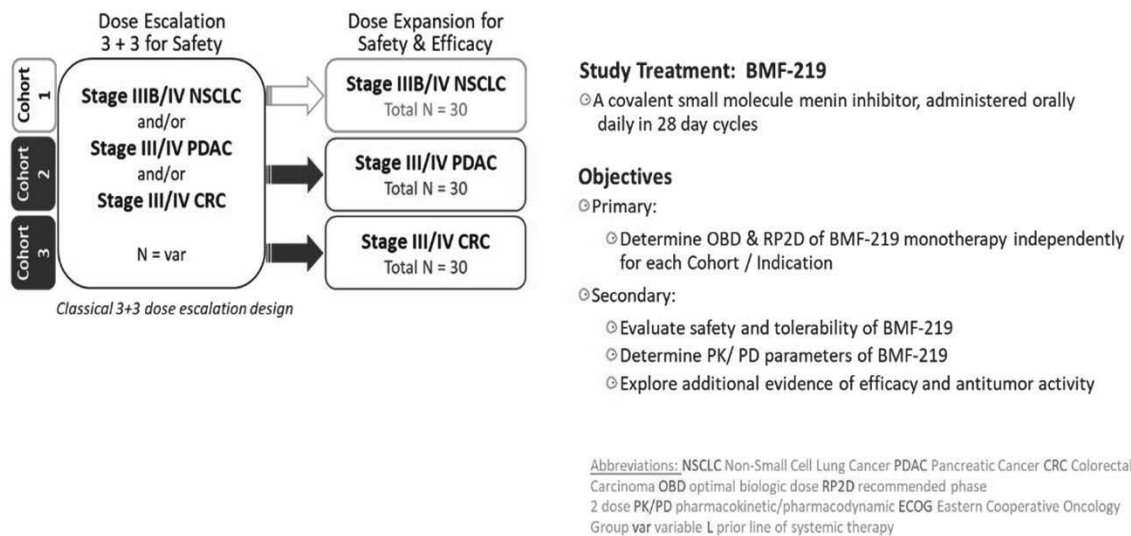 Dose Escalation
3 + 3 for Safety
Dose Expansion for
Safety & Efficacy
Cohort
1
Cohort
2
Cohort
3
Stage IIIB/IV NSCLC
and/or
Stage III/IV PDAC
and/or
Stage III/IV CRC
N = var
Stage IIIB/IV NSCLC
Total N = 30
Stage III/IV PDAC
Total N = 30
Stage III/IV CRC
Total N = 30
Classical 3+3 dose escalation design
Study Treatment: BMF-219
A covalent small molecule menin inhibitor, administered orally
daily in 28 day cycles
Objectives
Primary:
Determine OBD & RP2D of BMF-219 monotherapy independently
for each Cohort / Indication
Secondary:
Evaluate safety and tolerability of BMF-219
Determine PK/ PD parameters of BMF-219
Explore additional evidence of efficacy and antitumor activity
Abbreviations: NSCLC Non-Small Cell Lung Cancer PDAC Pancreatic Cancer CRC Colorectal
Carcinoma OBD optimal biologic dose RP2D recommended phase
2 dose PK/PD pharmacokinetic/pharmacodynamic ECOG Eastern Cooperative Oncology
Group var variable L prior line of systemic therapy